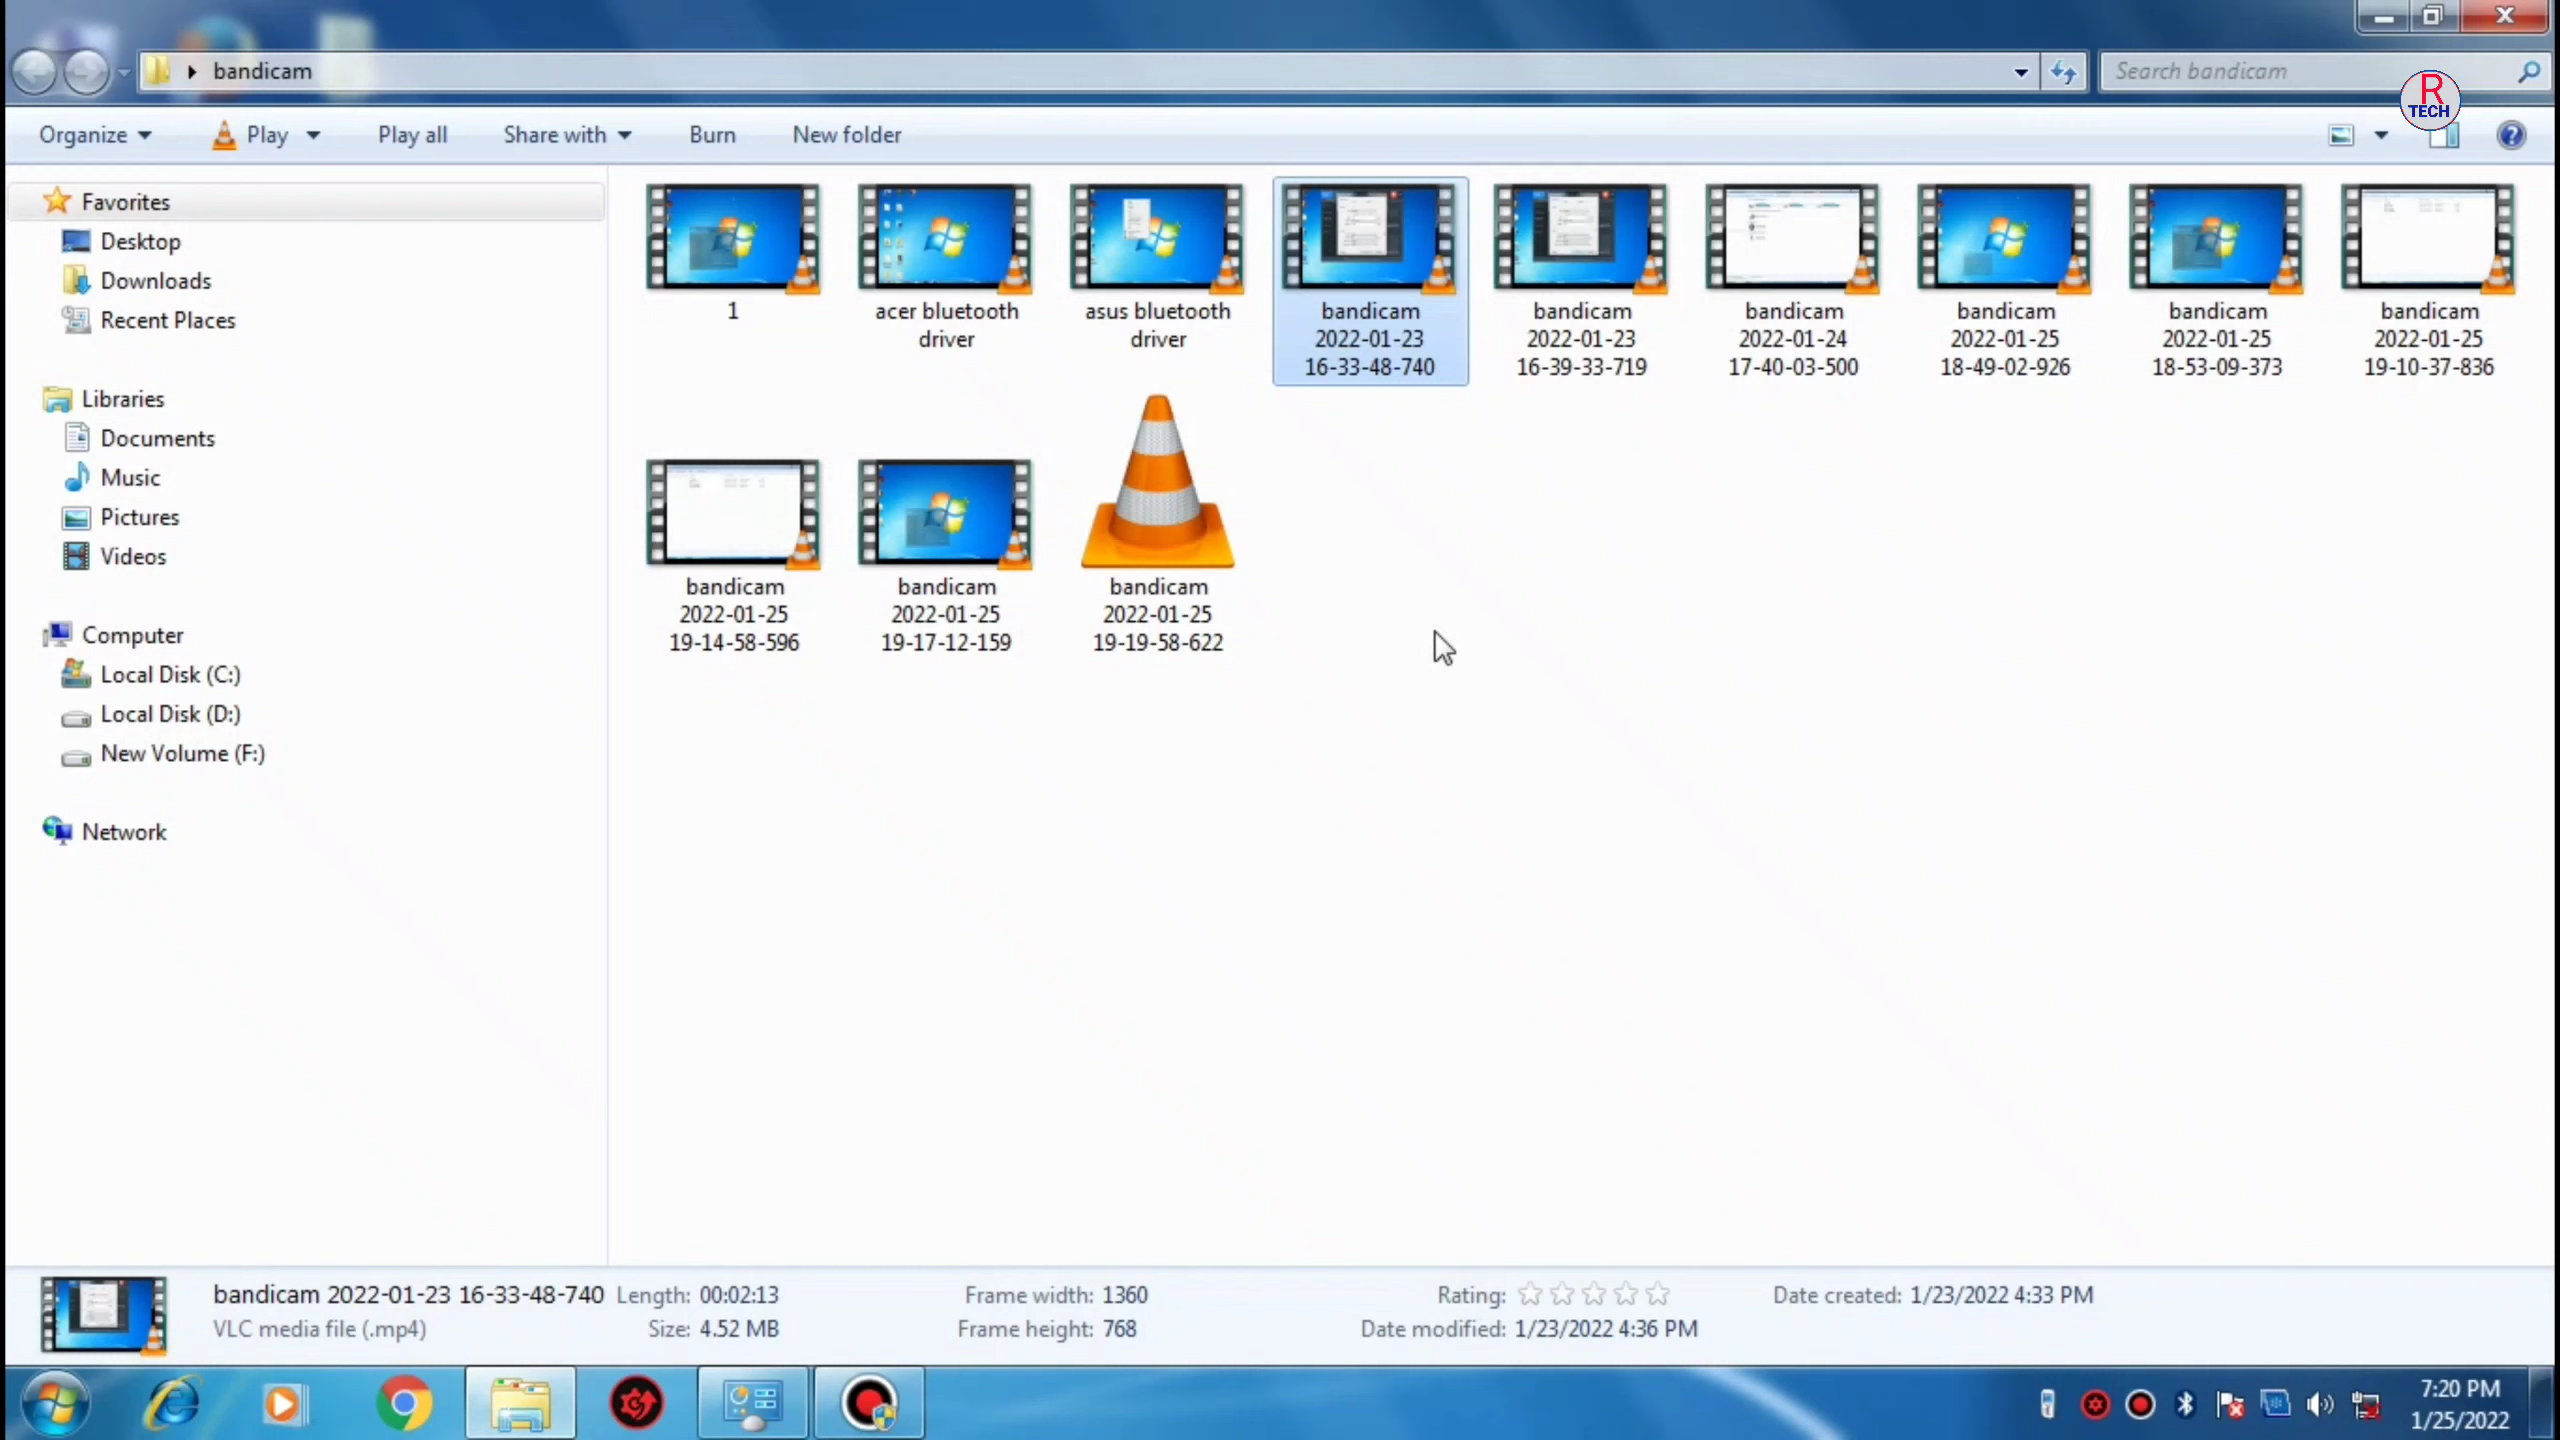 bandicam
Search bandicam
R
TECH
Organize
Play
Play all
Share with
Burn
New folder
Favorites
Desktop
Downloads
Recent Places
Libraries
Documents
Music
Pictures
Videos
Computer
Local Disk (C:)
Local Disk (D:)
New Volume (F:)
Network
1
acer bluetooth
driver
asus bluetooth
driver
bandicam
2022-01-23
16-33-48-740
bandicam
2022-01-23
16-39-33-719
bandicam
2022-01-24
17-40-03-500
bandicam
2022-01-25
18-49-02-926
bandicam
2022-01-25
18-53-09-373
bandicam
2022-01-25
19-10-37-836
bandicam
2022-01-25
19-14-58-596
bandicam
2022-01-25
19-17-12-159
bandicam
2022-01-25
19-19-58-622
bandicam 2022-01-23 16-33-48-740 Length: 00:02:13 Frame width: 1360 Rating: Date created: 1/23/2022 4:33 PM
VLC media file (.mp4) Size: 4.52 MB Frame height: 768 Date modified: 1/23/2022 4:36 PM
7:20 PM
1/25/2022